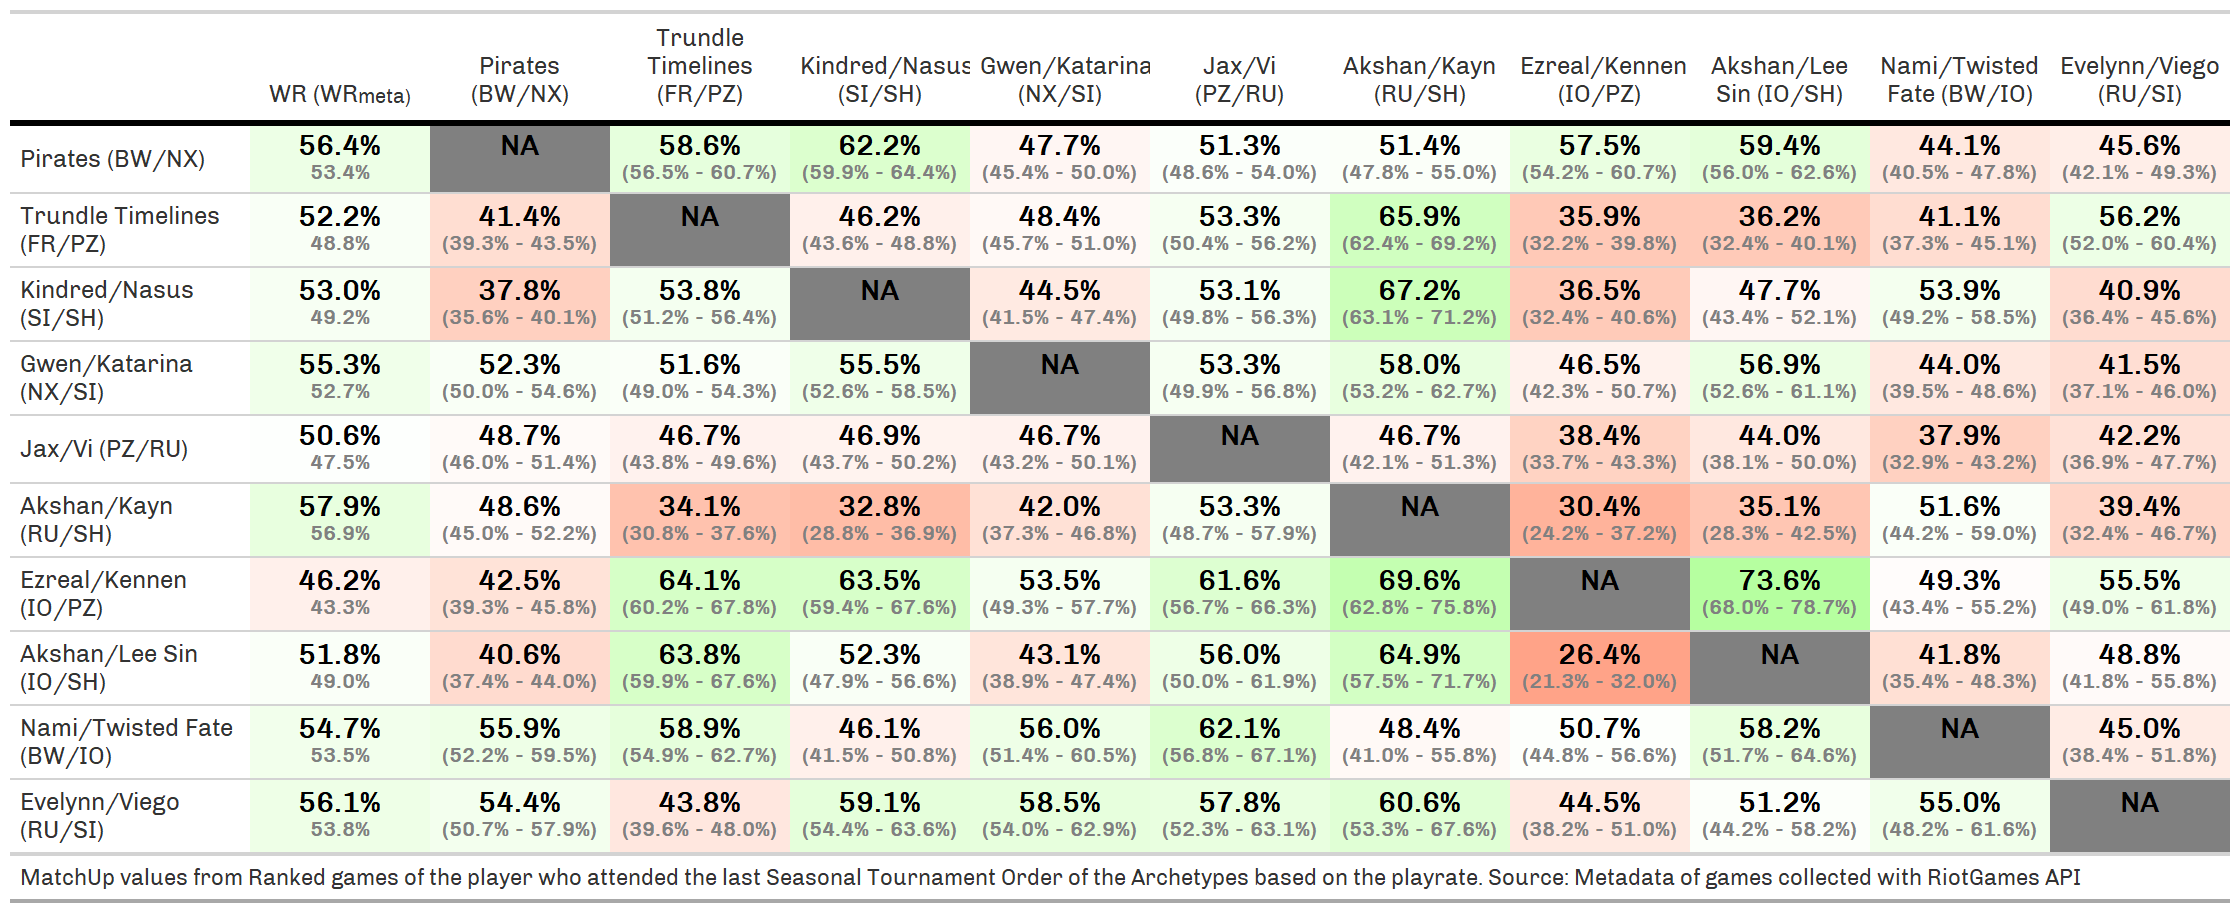 Trundle
Pirates Timelines Kindred/Nasus Gwen/Katarina Jax/Vi Akshan/Kayn Ezreal/Kennen Akshan/Lee Nami/Twisted Evelynn/Viego
WR (WRmeta) (BW/NX) (FR/PZ) (SI/SH) (NX/SI) (PZ/RU) (RU/SH) (IO/PZ) Sin (IO/SH) Fate (BW/IO) (RU/SI)
Pirates (BW/NX) 56.4% NA 58.6% 62.2% 47.7% 51.3% 51.4% 57.5% 59.4% 44.1% 45.6%
53.4% (56.5% - 60.7%) (59.9% - 64.4%) (45.4% - 50.0%) (48.6% - 54.0%) (47.8% - 55.0%) (54.2% - 60.7%) (56.0% - 62.6%) (40.5% - 47.8%) (42.1% - 49.3%)
Trundle Timelines 52.2% 41.4% NA 46.2% 48.4% 53.3% 65.9% 35.9% 36.2% 41.1% 56.2%
(FR/PZ) 48.8% (39.3% - 43.5%) (43.6% - 48.8%) (45.7% - 51.0%) (50.4% - 56.2%) (62.4% - 69.2%) (32.2% - 39.8%) (32.4% - 40.1%) (37.3% - 45.1%) (52.0% - 60.4%)
Kindred/Nasus 53.0% 37.8% 53.8% NA 44.5% 53.1% 67.2% 36.5% 47.7% 53.9% 40.9%
(SI/SH) 49.2% (35.6% - 40.1%) (51.2% - 56.4%) (41.5% - 47.4%) (49.8% - 56.3%) (63.1% - 71.2%) (32.4% - 40.6%) (43.4% - 52.1%) (49.2% - 58.5%) (36.4% - 45.6%)
Gwen/Katarina 55.3% 52.3% 51.6% 55.5% NA 53.3% 58.0% 46.5% 56.9% 44.0% 41.5%
(NX/SI) 52.7% (50.0% - 54.6%) (49.0% - 54.3%) (52.6% - 58.5%) (49.9% - 56.8%) (53.2% - 62.7%) (42.3% - 50.7%) (52.6% - 61.1%) (39.5% - 48.6%) (37.1% - 46.0%)
Jax/Vi (PZ/RU) 50.6% 48.7% 46.7% 46.9% 46.7% NA 46.7% 38.4% 44.0% 37.9% 42.2%
47.5% (46.0% - 51.4%) (43.8% - 49.6%) (43.7% - 50.2%) (43.2% - 50.1%) (42.1% - 51.3%) (33.7% - 43.3%) (38.1% - 50.0%) (32.9% - 43.2%) (36.9% - 47.7%)
Akshan/Kayn 57.9% 48.6% 34.1% 32.8% 42.0% 53.3% NA 30.4% 35.1% 51.6% 39.4%
(RU/SH) 56.9% (45.0% - 52.2%) (30.8% - 37.6%) (28.8% - 36.9%) (37.3% - 46.8%) (48.7% - 57.9%) (24.2% - 37.2%) (28.3% - 42.5%) (44.2% - 59.0%) (32.4% - 46.7%)
Ezreal/Kennen 46.2% 42.5% 64.1% 63.5% 53.5% 61.6% 69.6% NA 73.6% 49.3% 55.5%
(IO/PZ) 43.3% (39.3% - 45.8%) (60.2% - 67.8%) (59.4% - 67.6%) (49.3% - 57.7%) (56.7% - 66.3%) (62.8% - 75.8%) (68.0% - 78.7%) (43.4% - 55.2%) (49.0% - 61.8%)
Akshan/Lee Sin 51.8% 40.6% 63.8% 52.3% 43.1% 56.0% 64.9% 26.4% NA 41.8% 48.8%
(IO/SH) 49.0% (37.4% - 44.0%) (59.9% - 67.6%) (47.9% - 56.6%) (38.9% - 47.4%) (50.0% - 61.9%) (57.5% - 71.7%) (21.3% - 32.0%) (35.4% - 48.3%) (41.8% - 55.8%)
Nami/Twisted Fate 54.7% 55.9% 58.9% 46.1% 56.0% 62.1% 48.4% 50.7% 58.2% NA 45.0%
(BW/IO) 53.5% (52.2% - 59.5%) (54.9% - 62.7%) (41.5% - 50.8%) (51.4% - 60.5%) (56.8% - 67.1%) (41.0% - 55.8%) (44.8% - 56.6%) (51.7% - 64.6%) (38.4% - 51.8%)
Evelynn/Viego 56.1% 54.4% 43.8% 59.1% 58.5% 57.8% 60.6% 44.5% 51.2% 55.0% NA
(RU/SI) 53.8% (50.7% - 57.9%) (39.6% - 48.0%) (54.4% - 63.6%) (54.0% - 62.9%) (52.3% - 63.1%) (53.3% - 67.6%) (38.2% - 51.0%) (44.2% - 58.2%) (48.2% - 61.6%)
MatchUp values from Ranked games of the player who attended the last Seasonal Tournament Order of the Archetypes based on the playrate. Source: Metadata of games collected with RiotGames API